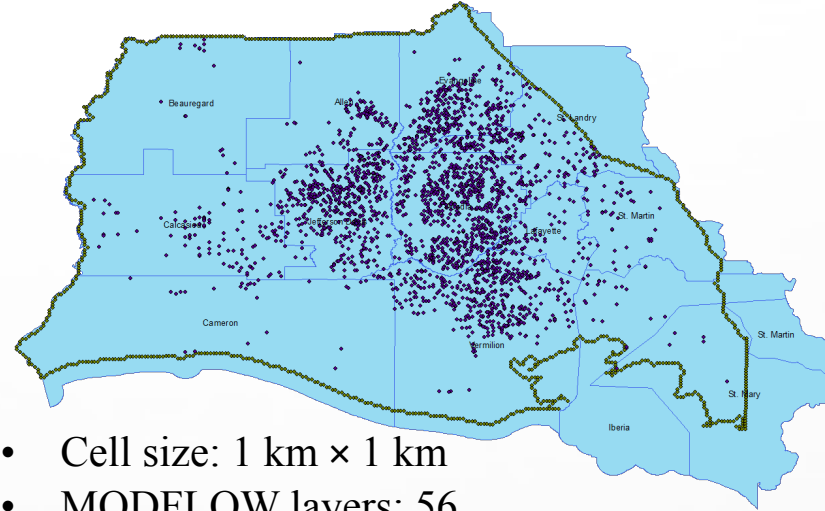 Evangeline
Beauregard
Allen
St. Landry
St. Martin
Calcasieu
Jefferson Davis
Lafayette
Cameron
St. Martin
Vermilion
St. Mary
Iberia
• Cell size: 1 km × 1 km
• MODFLOW layers: 56